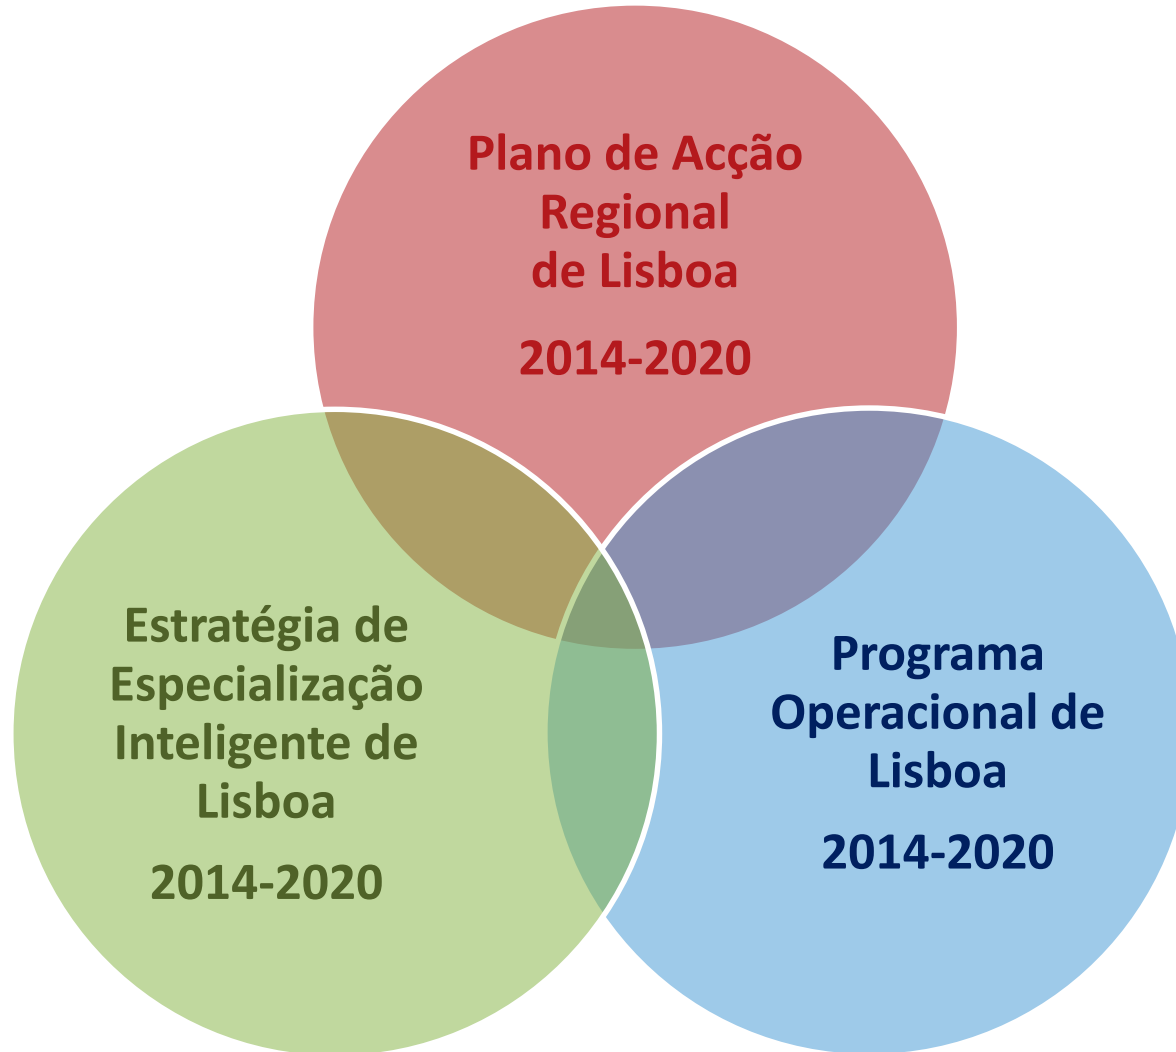 Plano de Acção
Regional
de Lisboa
2014-2020
Estratégia de
Especialização
Inteligente de
Lisboa
2014-2020
Programa
Operacional de
Lisboa
2014-2020